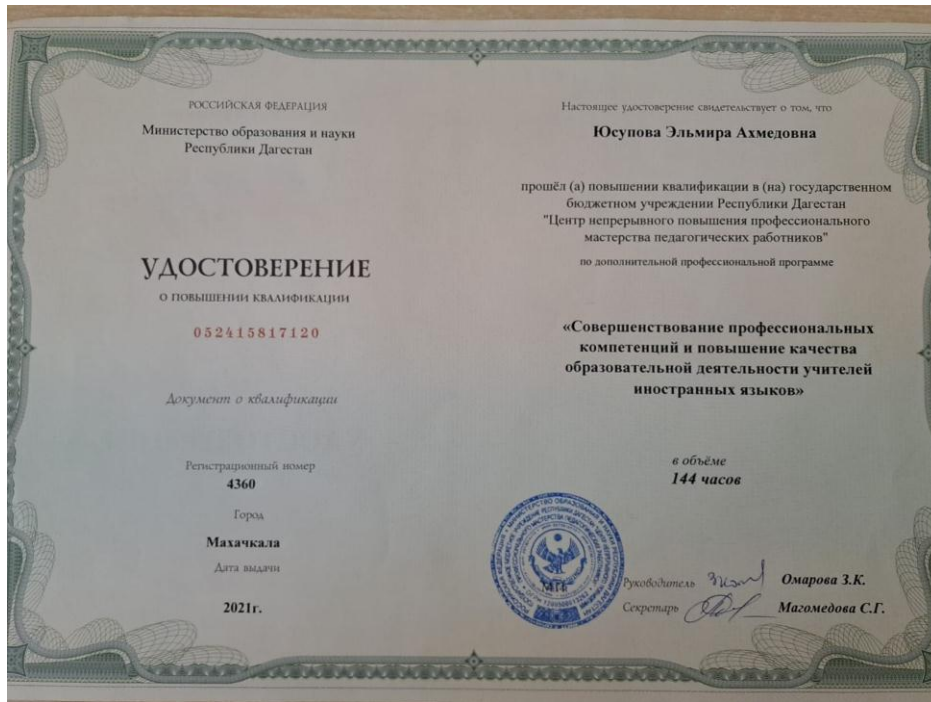 РОССИЙСКАЯ ФЕДЕРАЦИЯ
Министерство образования и науки
Республики Дагестан
УДОСТОВЕРЕНИЕ
О ПОВЫШЕНИИ КВАЛИФИКАЦИИ
052415817120
Документ о квалификации
Регистрационный номер
4360
Город
Махачкала
Дата выдачи
2021г.
Настоящее удостоверение свидетельствует о том, что
Юсупова Эльмира Ахмедовна
прошёл (а) повышении квалификации в (на) государственном
бюджетном учреждении Республики Дагестан
"Центр непрерывного повышения профессионального
мастерства педагогических работников"
по дополнительной профессиональной программе
«Совершенствование профессиональных
компетенций и повышение качества
образовательной деятельности учителей
иностранных языков»
в объёме
144 часов
Руководитель Омарова З.К.
Секретарь Магомедова С.Г.